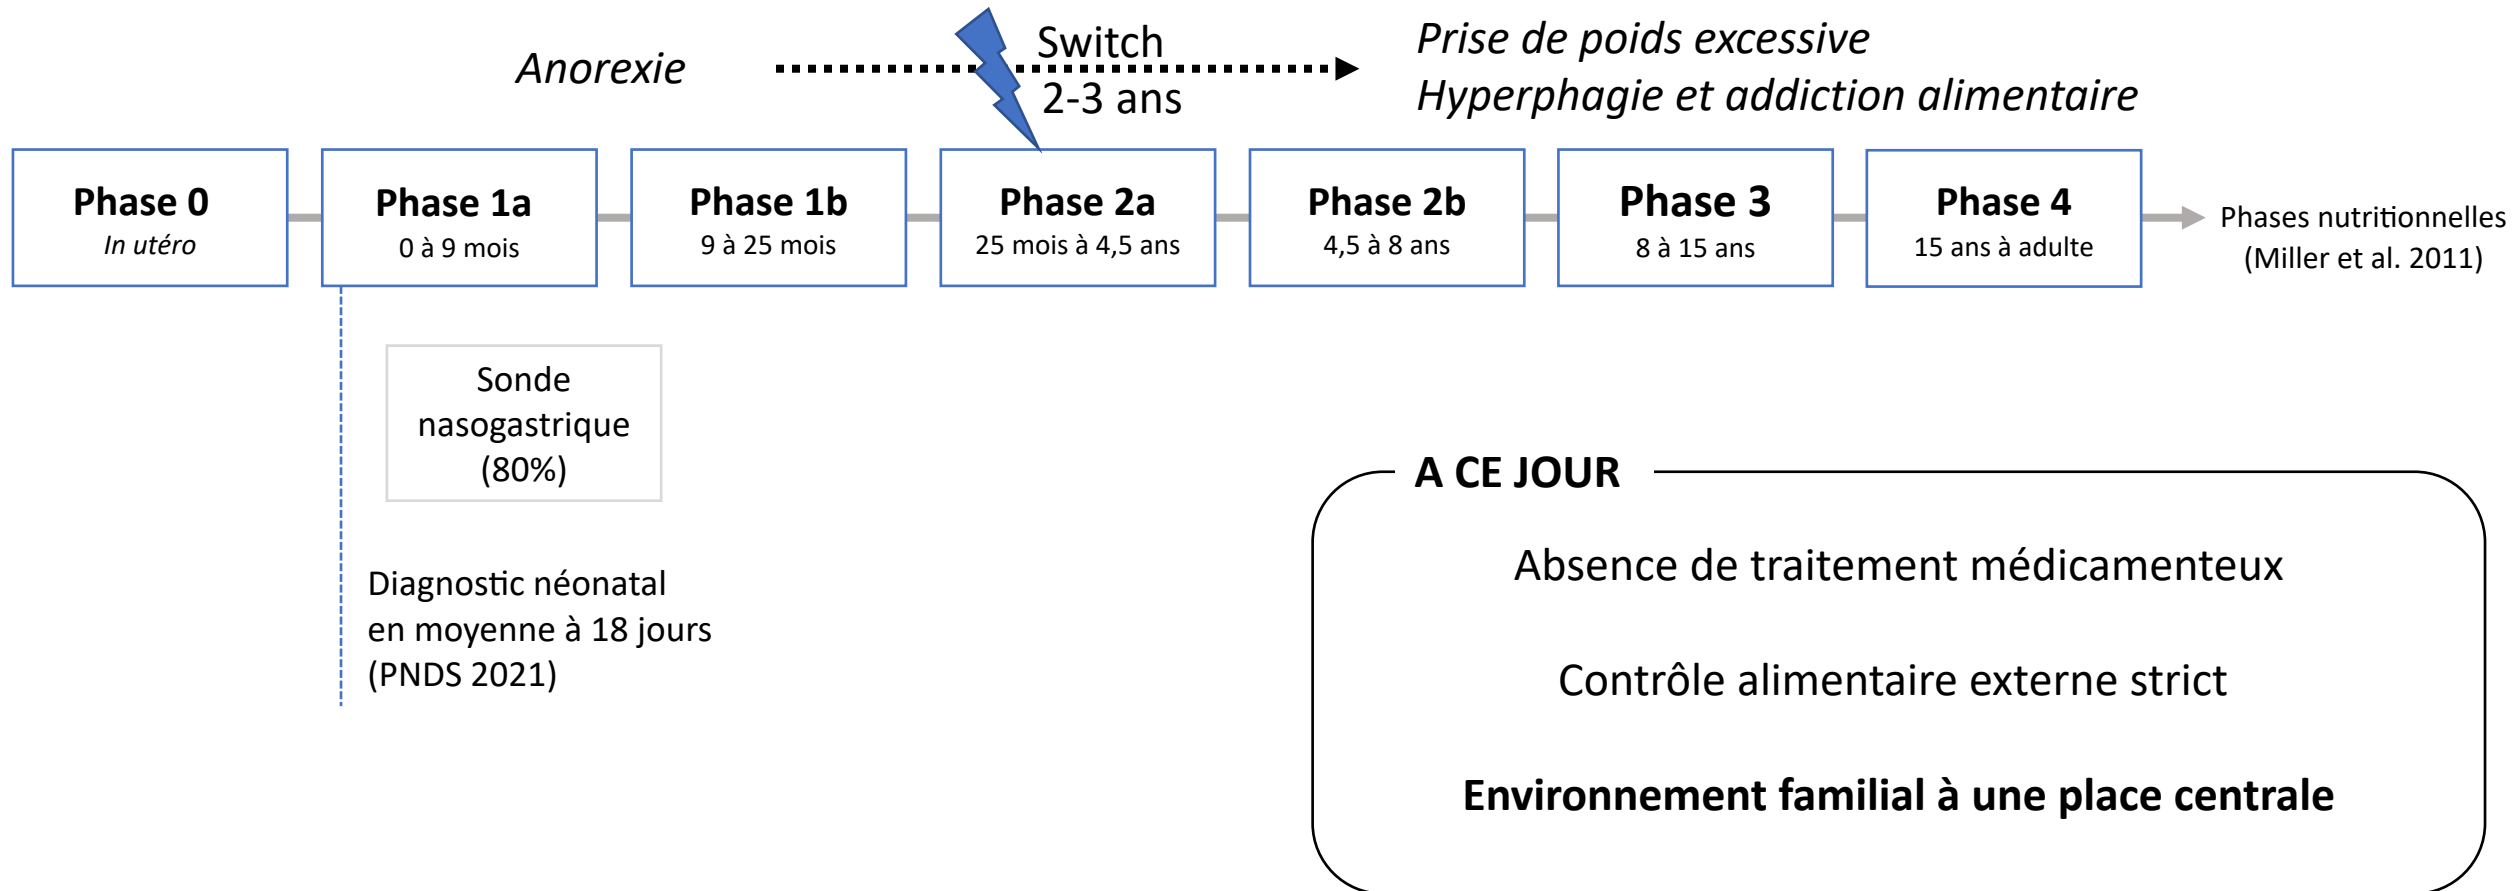 Anorexie
Switch
2-3 ans
Prise de poids excessive
Hyperphagie et addiction alimentaire
Phase 0
In utéro
Phase 1a
0 à 9 mois
Phase 1b
9 à 25 mois
Phase 2a
25 mois à 4,5 ans
Phase 2b
4,5 à 8 ans
Phase 3
8 à 15 ans
Phase 4
15 ans à adulte
Phases nutritionnelles
(Miller et al. 2011)
Sonde
nasogastrique
(80%)
Diagnostic néonatal
en moyenne à 18 jours
(PNDS 2021)
A CE JOUR
Absence de traitement médicamenteux
Contrôle alimentaire externe strict
Environnement familial à une place centrale